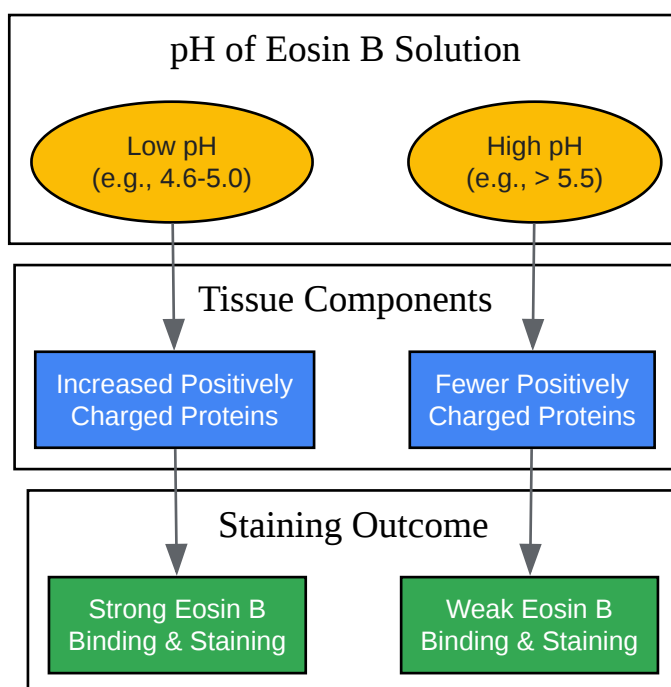 pH of Eosin B Solution
Low pH
(e.g., 4.6-5.0)
High pH
(e.g., > 5.5)
Tissue Components
Increased Positively
Charged Proteins
Fewer Positively
Charged Proteins
Staining Outcome
Strong Eosin B
Binding & Staining
Weak Eosin B
Binding & Staining